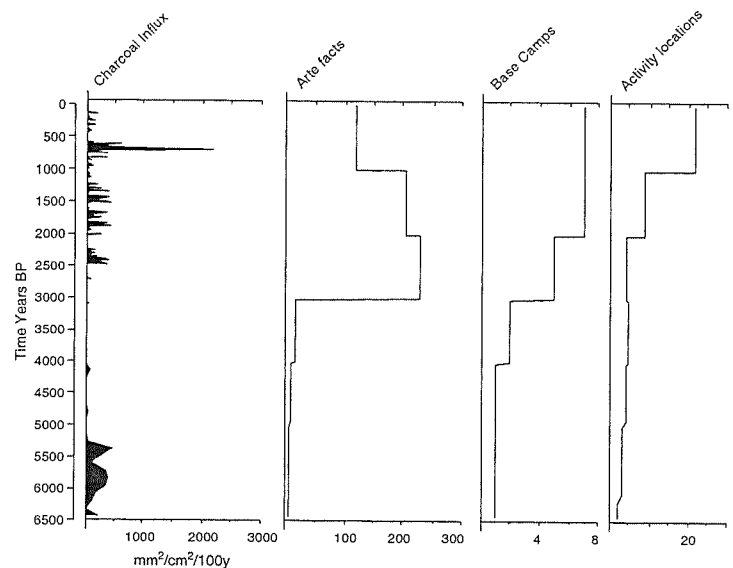 Charcoal Influx
Arte facts
Base Camps
Activity locations
Time Years BP
0
500
1000
1500
2000
2500
3000
3500
4000
4500
5000
5500
6000
6500
1000 2000 3000
100 200 300
4 8
20
mm²/cm²/100y